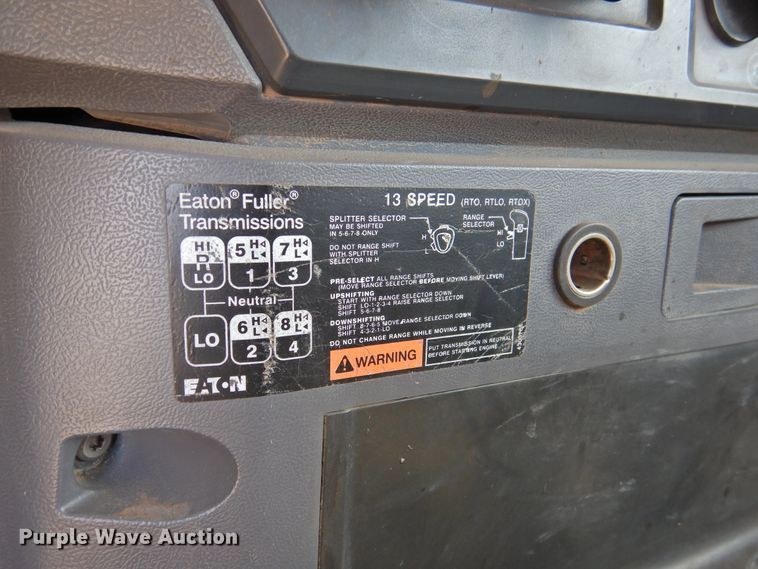 Eaton® Fuller®
Transmissions
13 SPEED (RTO, RTLO, RTDX)
SPLITTER SELECTOR
MAY BE SHIFTED
IN 5-6-7-8 ONLY
H
L
RANGE
SELECTOR
HI
LO
DO NOT RANGE SHIFT
WITH SPLITTER
SELECTOR IN H
HI
R
LO
5 H L
1
7 H L
3
Neutral
LO
6 H L
2
8 H L
4
PRE-SELECT ALL RANGE SHIFTS
(MOVE RANGE SELECTOR BEFORE MOVING SHIFT LEVER)
UPSHIFTING
START WITH RANGE SELECTOR DOWN
SHIFT LO-1-2-3-4 RAISE RANGE SELECTOR
SHIFT 5-6-7-8
DOWNSHIFTING
SHIFT 8-7-6-5 MOVE RANGE SELECTOR DOWN
SHIFT 4-3-2-1-LO
DO NOT CHANGE RANGE WHILE MOVING IN REVERSE
WARNING
PUT TRANSMISSION IN NEUTRAL
BEFORE STARTING ENGINE
EATON
Purple Wave Auction